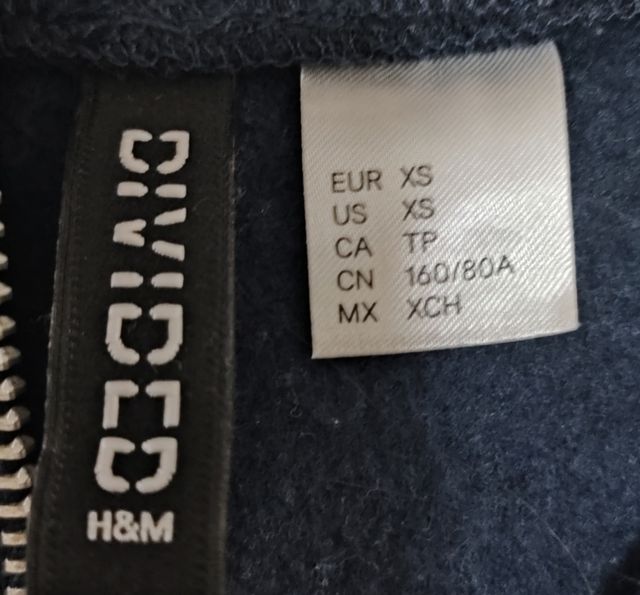 DIVIDED
H&M
EUR XS
US XS
CA TP
CN 160/80A
MX XCH